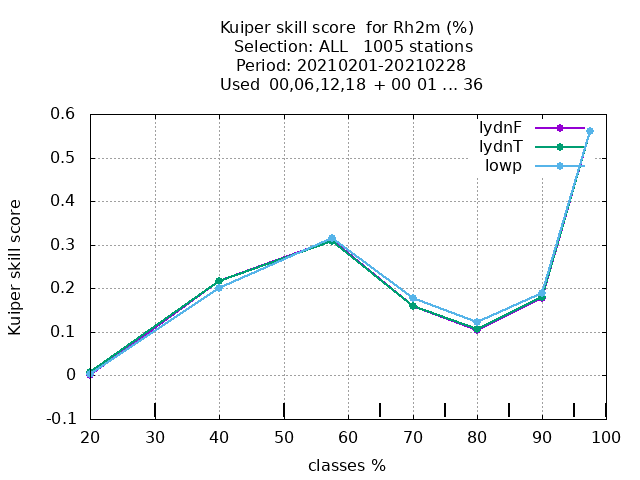 Kuiper skill score  for Rh2m (%)
Selection: ALL   1005 stations
Period: 20210201-20210228
Used  00,06,12,18  + 00 01 ... 36
lydnF
lydnT
lowp
0.6
0.5
0.4
0.3
0.2
0.1
0
-0.1
Kuiper skill score
20 30 40 50 60 70 80 90 100
classes %